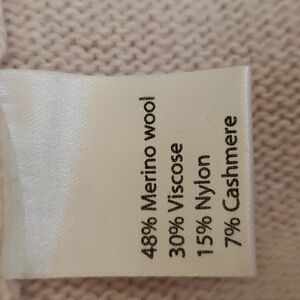 48% Merino wool
30% Viscose
15% Nylon
7% Cashmere